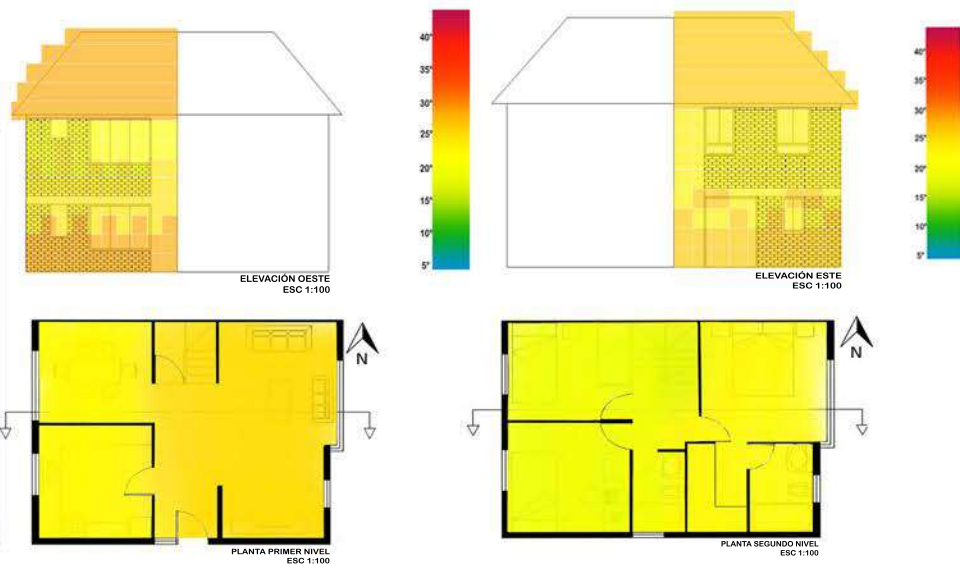 40°
35°
30°
25°
20°
15°
10°
5°
ELEVACIÓN OESTE
ESC 1:100
40°
35°
30°
25°
20°
15°
10°
5°
ELEVACIÓN ESTE
ESC 1:100
N
PLANTA PRIMER NIVEL
ESC 1:100
N
PLANTA SEGUNDO NIVEL
ESC 1:100